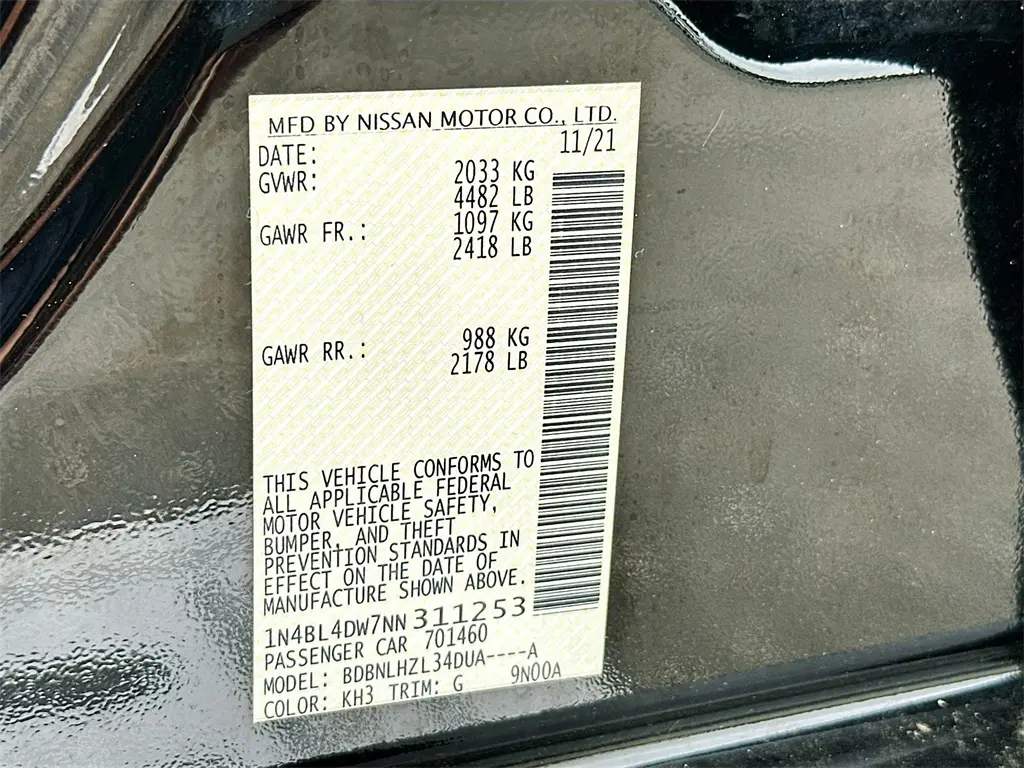 MFD BY NISSAN MOTOR CO., LTD.
DATE: 11/21
GVWR: 2033 KG
4482 LB
GAWR FR.: 1097 KG
2418 LB
GAWR RR.: 988 KG
2178 LB
THIS VEHICLE CONFORMS TO
ALL APPLICABLE FEDERAL
MOTOR VEHICLE SAFETY,
BUMPER, AND THEFT
PREVENTION STANDARDS IN
EFFECT ON THE DATE OF
MANUFACTURE SHOWN ABOVE.
1N4BL4DW7NN311253
PASSENGER CAR 701460
MODEL: BDBNLHZL34DUA----A
COLOR: KH3 TRIM: G 9N00A